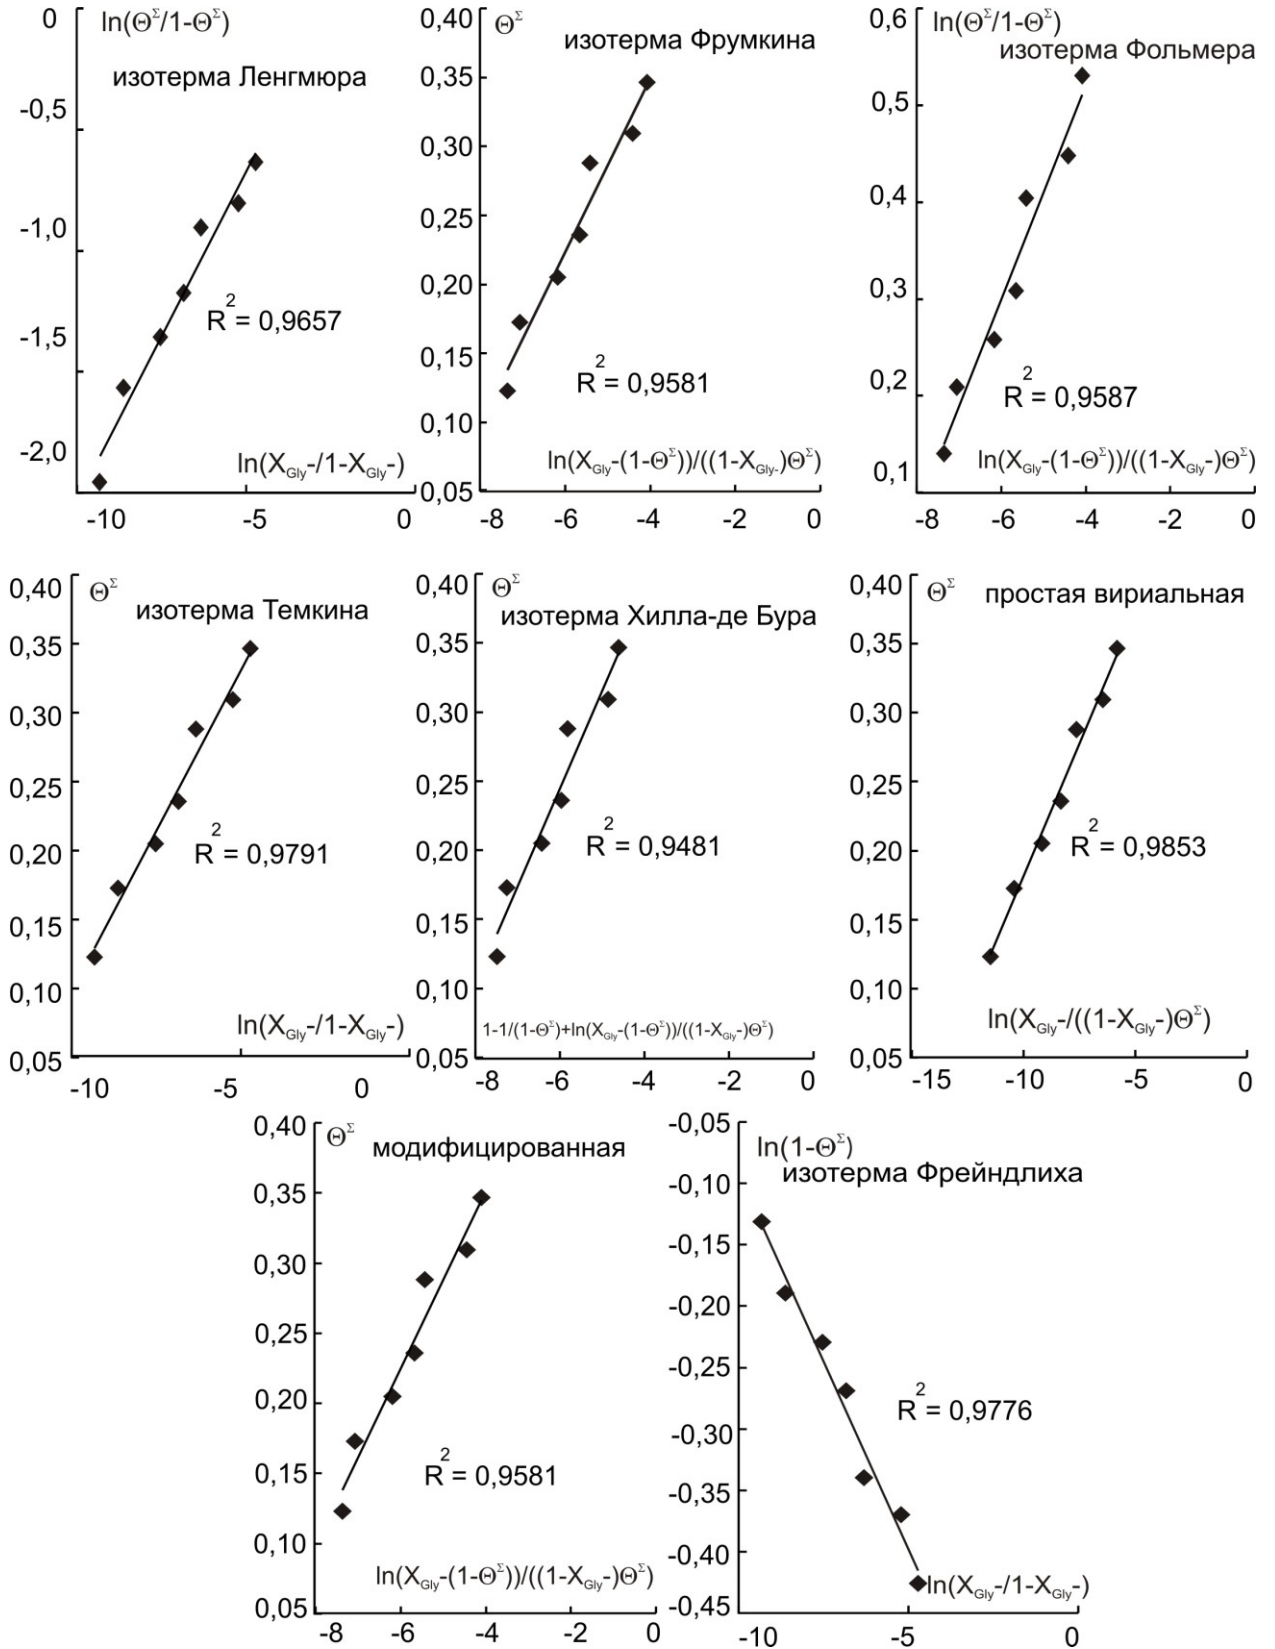 0
ln(Θ^Σ/1-Θ^Σ)
изотерма Ленгмюра
-0,5
-1,0
-1,5
-2,0
R² = 0,9657
ln(X_Gly-/1-X_Gly-)
-10 -5 0
0,40
Θ^Σ
изотерма Фрумкина
0,35
0,30
0,25
0,20
0,15
0,10
0,05
R² = 0,9581
ln(X_Gly-(1-Θ^Σ))/((1-X_Gly-)Θ^Σ)
-8 -6 -4 -2 0
0,6
ln(Θ^Σ/1-Θ^Σ)
изотерма Фольмера
0,5
0,4
0,3
0,2
0,1
R² = 0,9587
ln(X_Gly-(1-Θ^Σ))/((1-X_Gly-)Θ^Σ)
-8 -6 -4 -2 0
0,40
Θ^Σ
изотерма Темкина
0,35
0,30
0,25
0,20
0,15
0,10
0,05
R² = 0,9791
ln(X_Gly-/1-X_Gly-)
-10 -5 0
0,40
Θ^Σ
изотерма Хилла-де Бура
0,35
0,30
0,25
0,20
0,15
0,10
0,05
R² = 0,9481
1-1/(1-Θ^Σ)+ln(X_Gly-(1-Θ^Σ))/((1-X_Gly-)Θ^Σ)
-8 -6 -4 -2 0
0,40
Θ^Σ
простая вириальная
0,35
0,30
0,25
0,20
0,15
0,10
0,05
R² = 0,9853
ln(X_Gly-/((1-X_Gly-)Θ^Σ)
-15 -10 -5 0
0,40
Θ^Σ
модифицированная
0,35
0,30
0,25
0,20
0,15
0,10
0,05
R² = 0,9581
ln(X_Gly-(1-Θ^Σ))/((1-X_Gly-)Θ^Σ)
-8 -6 -4 -2 0
-0,05
ln(1-Θ^Σ)
изотерма Фрейндлиха
-0,10
-0,15
-0,20
-0,25
-0,30
-0,35
-0,40
-0,45
R² = 0,9776
ln(X_Gly-/1-X_Gly-)
-10 -5 0